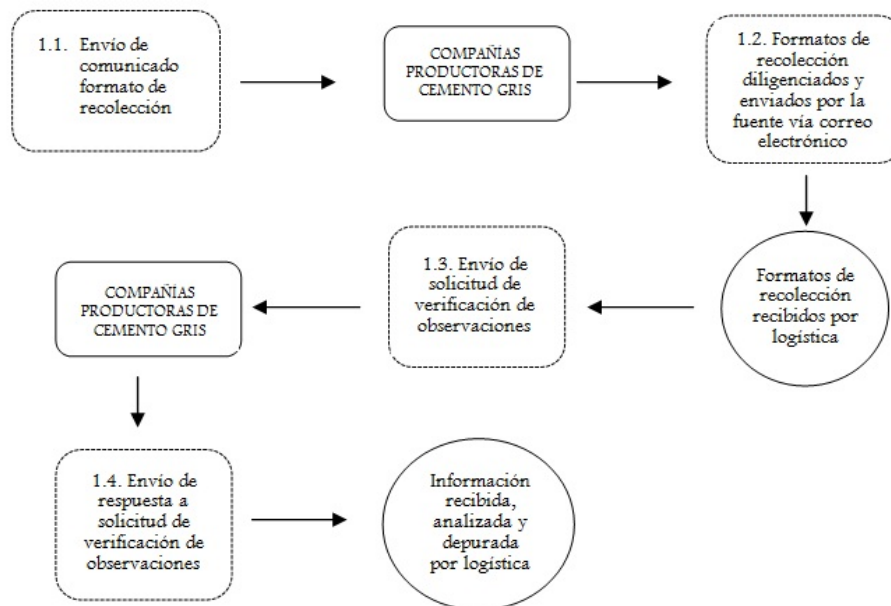 1.1. Envío de
comunicado
formato de
recolección
COMPAÑÍAS
PRODUCTORAS DE
CEMENTO GRIS
1.2. Formatos de
recolección
diligenciados y
enviados por la
fuente vía correo
electrónico
Formatos de
recolección
recibidos por
logística
1.3. Envío de
solicitud de
verificación de
observaciones
COMPAÑÍAS
PRODUCTORAS DE
CEMENTO GRIS
1.4. Envío de
respuesta a
solicitud de
verificación de
observaciones
Información
recibida,
analizada y
depurada
por logística